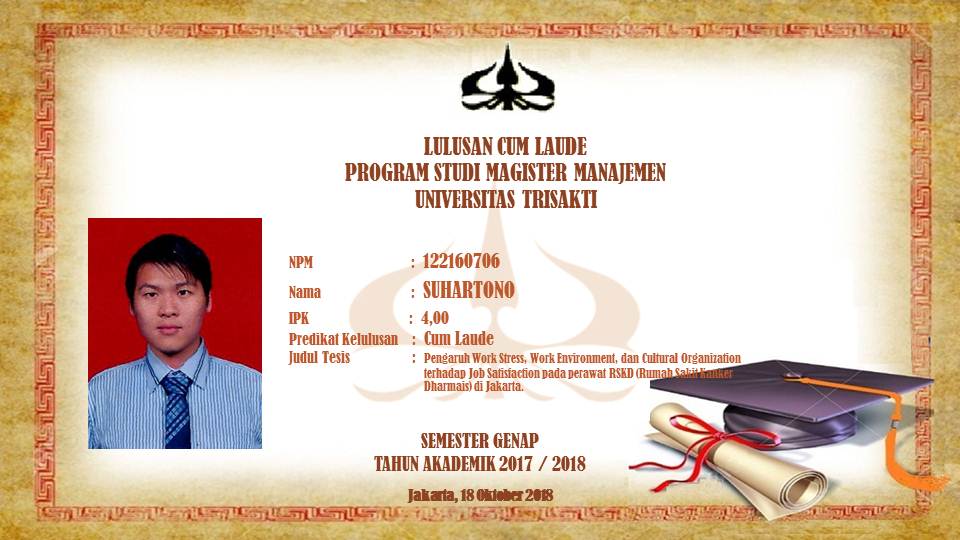 LULUSAN CUM LAUDE
PROGRAM STUDI MAGISTER MANAJEMEN
UNIVERSITAS TRISAKTI
NPM : 122160706
Nama : SUHARTONO
IPK : 4,00
Predikat Kelulusan : Cum Laude
Judul Tesis : Pengaruh Work Stress, Work Environment, dan Cultural Organization
terhadap Job Satisfaction pada perawat RSKD (Rumah Sakit Kanker
Dharmais) di Jakarta.
SEMESTER GENAP
TAHUN AKADEMIK 2017 / 2018
Jakarta, 18 Oktober 2018